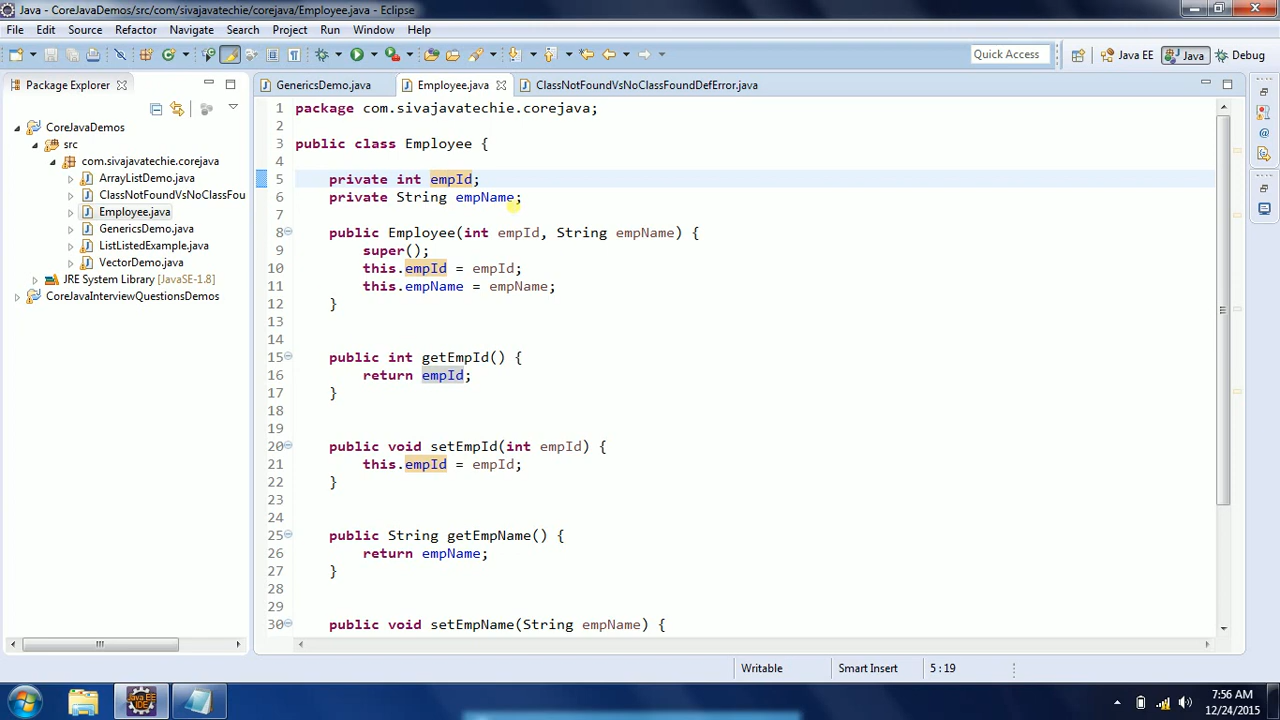 Java - CoreJavaDemos/src/com/sivajavatechie/corejava/Employee.java - Eclipse
File Edit Source Refactor Navigate Search Project Run Window Help
Quick Access Java EE Java Debug
Package Explorer
CoreJavaDemos
src
com.sivajavatechie.corejava
ArrayListDemo.java
ClassNotFoundVsNoClassFou
Employee.java
GenericsDemo.java
ListListedExample.java
VectorDemo.java
JRE System Library [JavaSE-1.8]
CoreJavaInterviewQuestionsDemos
GenericsDemo.java Employee.java ClassNotFoundVsNoClassFoundDefError.java
1 package com.sivajavatechie.corejava;
2
3 public class Employee {
4
5 private int empId;
6 private String empName;
7
8 public Employee(int empId, String empName) {
9 super();
10 this.empId = empId;
11 this.empName = empName;
12 }
13
14
15 public int getEmpId() {
16 return empId;
17 }
18
19
20 public void setEmpId(int empId) {
21 this.empId = empId;
22 }
23
24
25 public String getEmpName() {
26 return empName;
27 }
28
29
30 public void setEmpName(String empName) {
Writable Smart Insert 5 : 19
Java EE
IDE
7:56 AM
12/24/2015